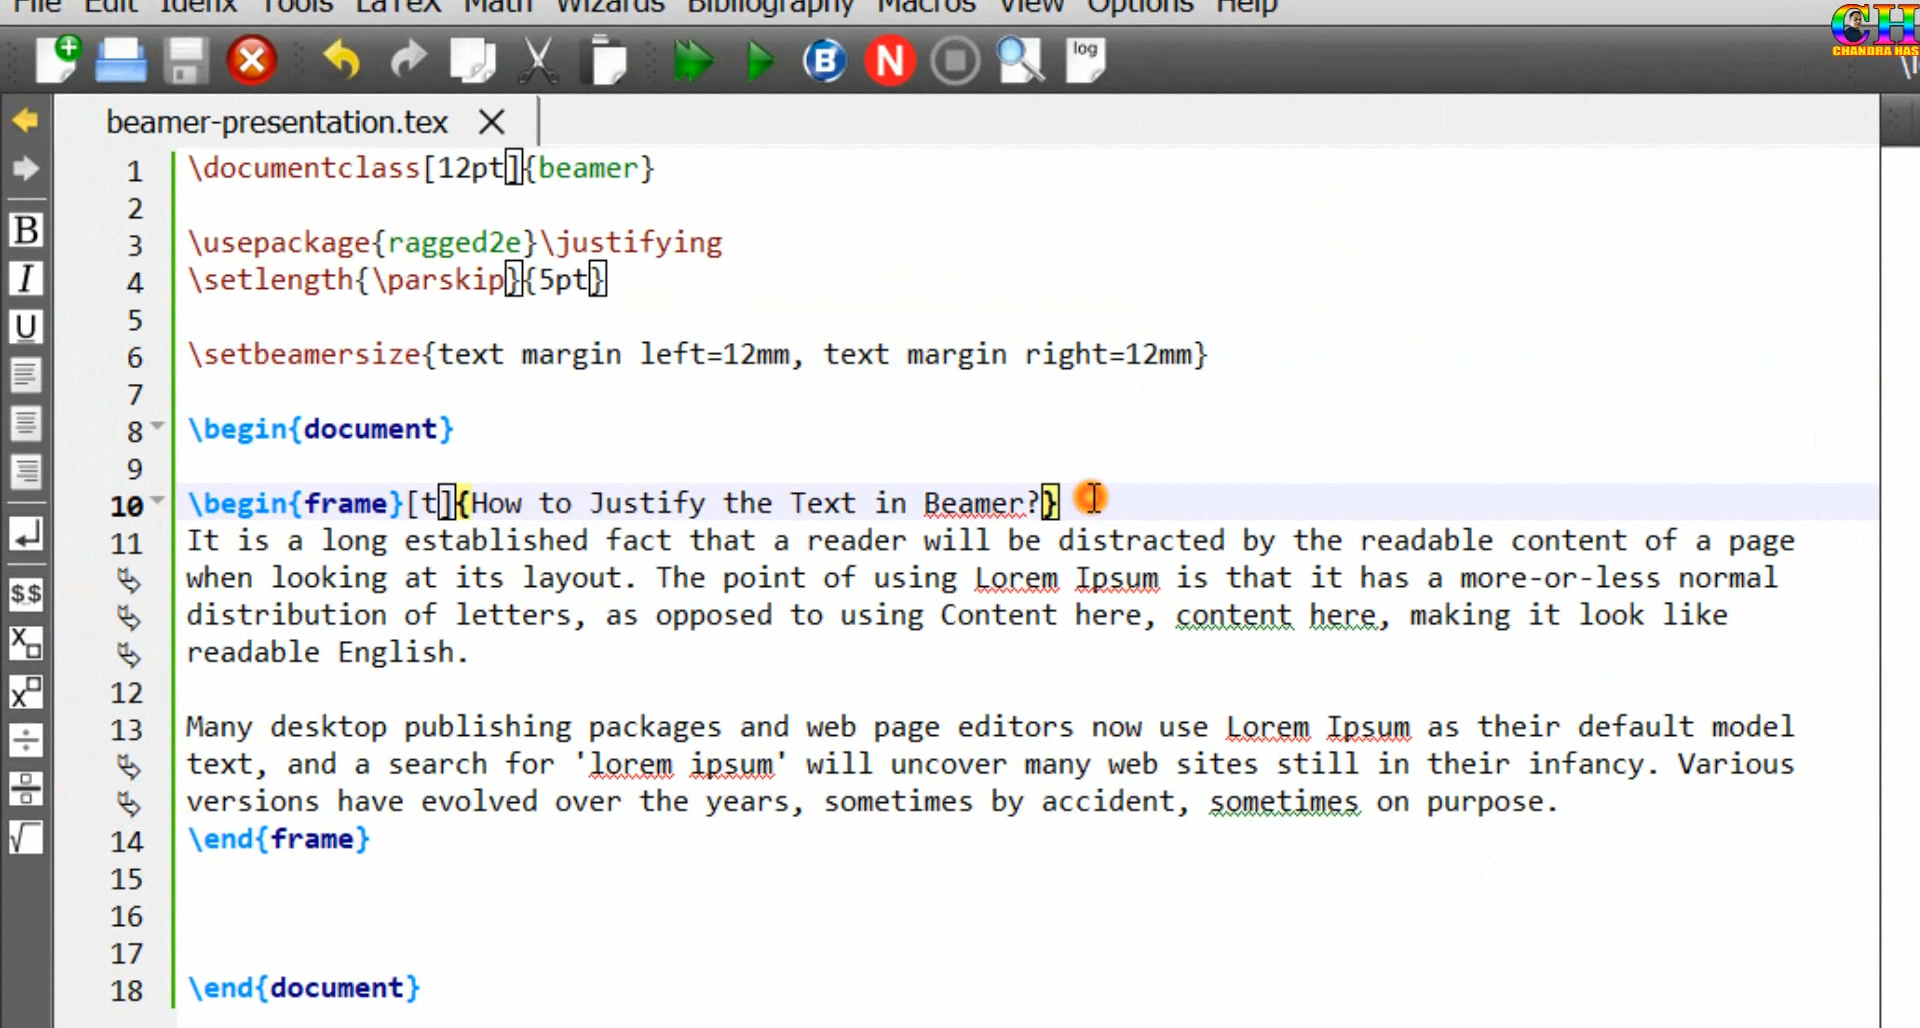 File Edit Idefix Tools LaTeX Math Wizards Bibliography Macros View Options Help
CH
CHANDRA HAS
B N log
beamer-presentation.tex
1 \documentclass[12pt]{beamer}
2
3 \usepackage{ragged2e}\justifying
4 \setlength{\parskip}{5pt}
5
6 \setbeamersize{text margin left=12mm, text margin right=12mm}
7
8 \begin{document}
9
10 \begin{frame}[t]{How to Justify the Text in Beamer?}
11 It is a long established fact that a reader will be distracted by the readable content of a page
when looking at its layout. The point of using Lorem Ipsum is that it has a more-or-less normal
distribution of letters, as opposed to using Content here, content here, making it look like
readable English.
12
13 Many desktop publishing packages and web page editors now use Lorem Ipsum as their default model
text, and a search for 'lorem ipsum' will uncover many web sites still in their infancy. Various
versions have evolved over the years, sometimes by accident, sometimes on purpose.
14 \end{frame}
15
16
17
18 \end{document}
B
I
U
$$
X
X